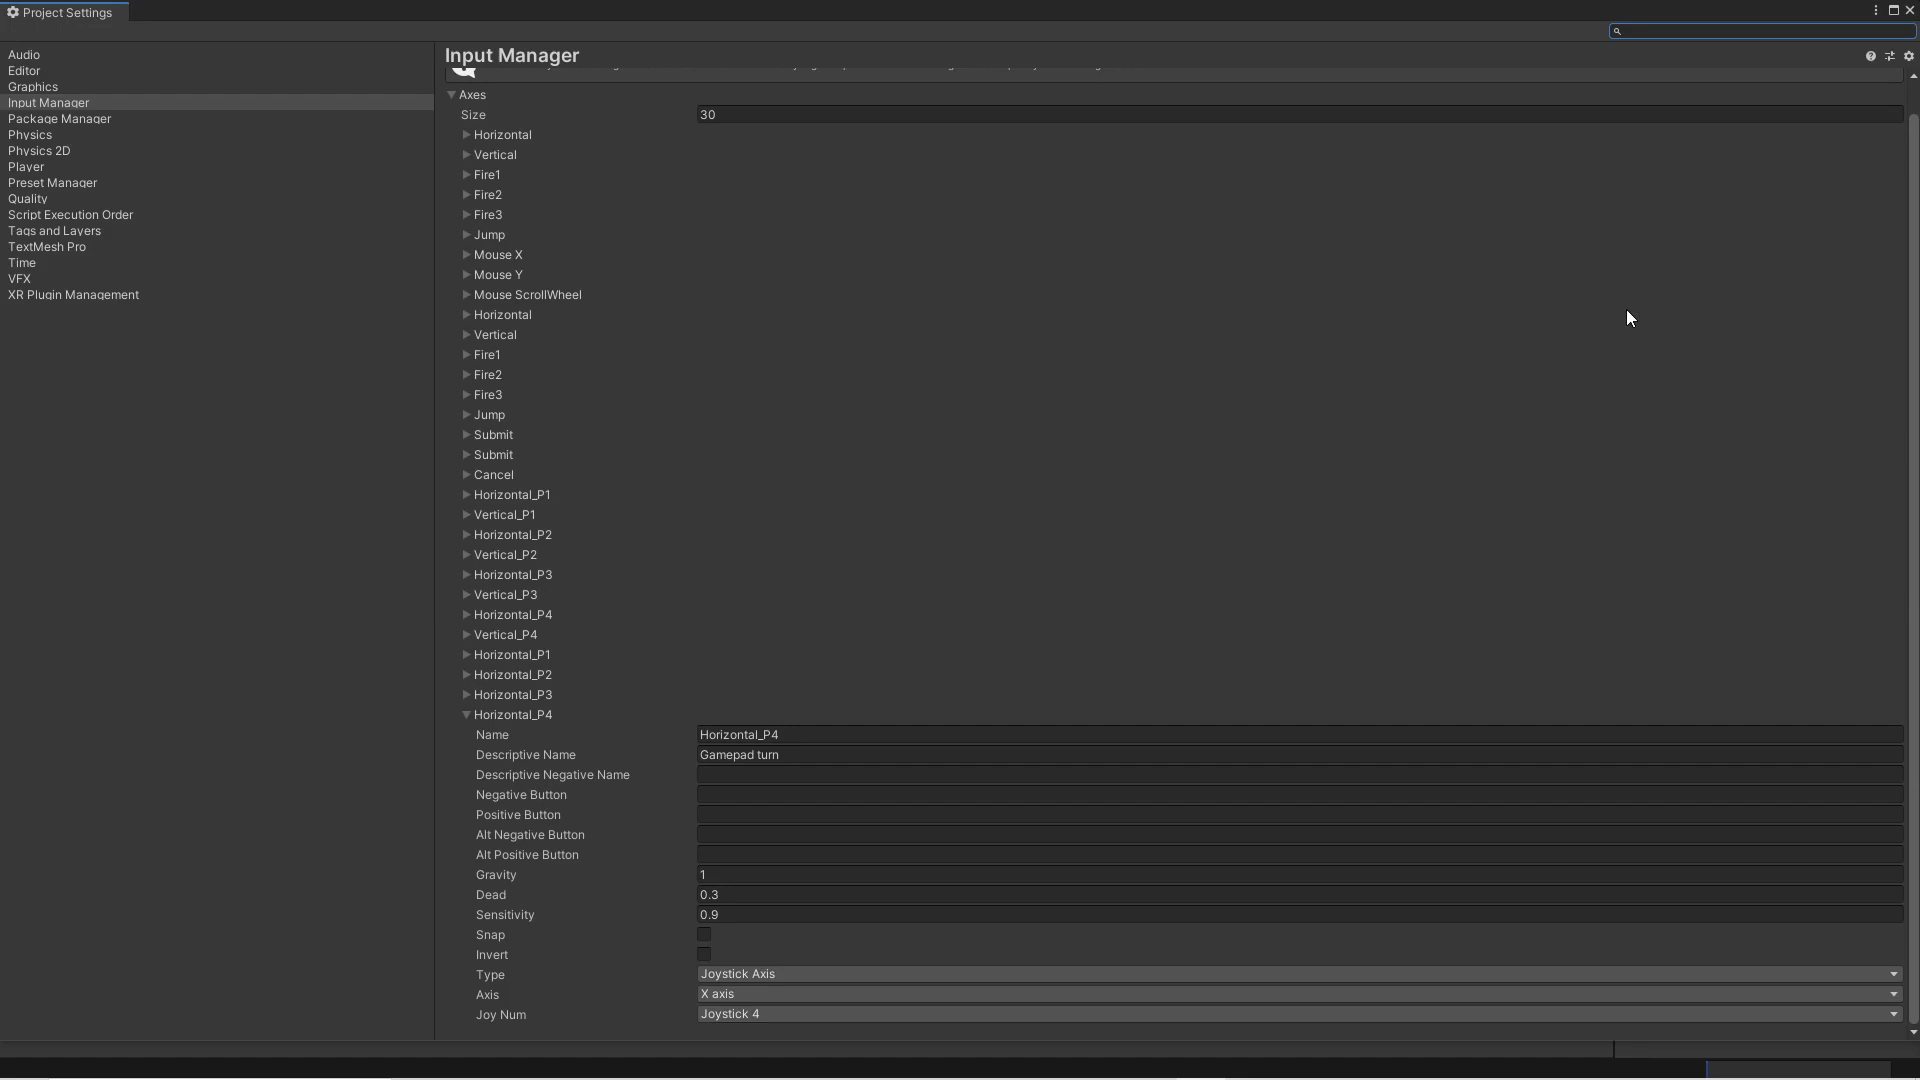 Project Settings
Audio
Editor
Graphics
Input Manager
Package Manager
Physics
Physics 2D
Player
Preset Manager
Quality
Script Execution Order
Tags and Layers
TextMesh Pro
Time
VFX
XR Plugin Management
Input Manager
Axes
Size 30
Horizontal
Vertical
Fire1
Fire2
Fire3
Jump
Mouse X
Mouse Y
Mouse ScrollWheel
Horizontal
Vertical
Fire1
Fire2
Fire3
Jump
Submit
Submit
Cancel
Horizontal_P1
Vertical_P1
Horizontal_P2
Vertical_P2
Horizontal_P3
Vertical_P3
Horizontal_P4
Vertical_P4
Horizontal_P1
Horizontal_P2
Horizontal_P3
Horizontal_P4
Name Horizontal_P4
Descriptive Name Gamepad turn
Descriptive Negative Name
Negative Button
Positive Button
Alt Negative Button
Alt Positive Button
Gravity 1
Dead 0.3
Sensitivity 0.9
Snap
Invert
Type Joystick Axis
Axis X axis
Joy Num Joystick 4